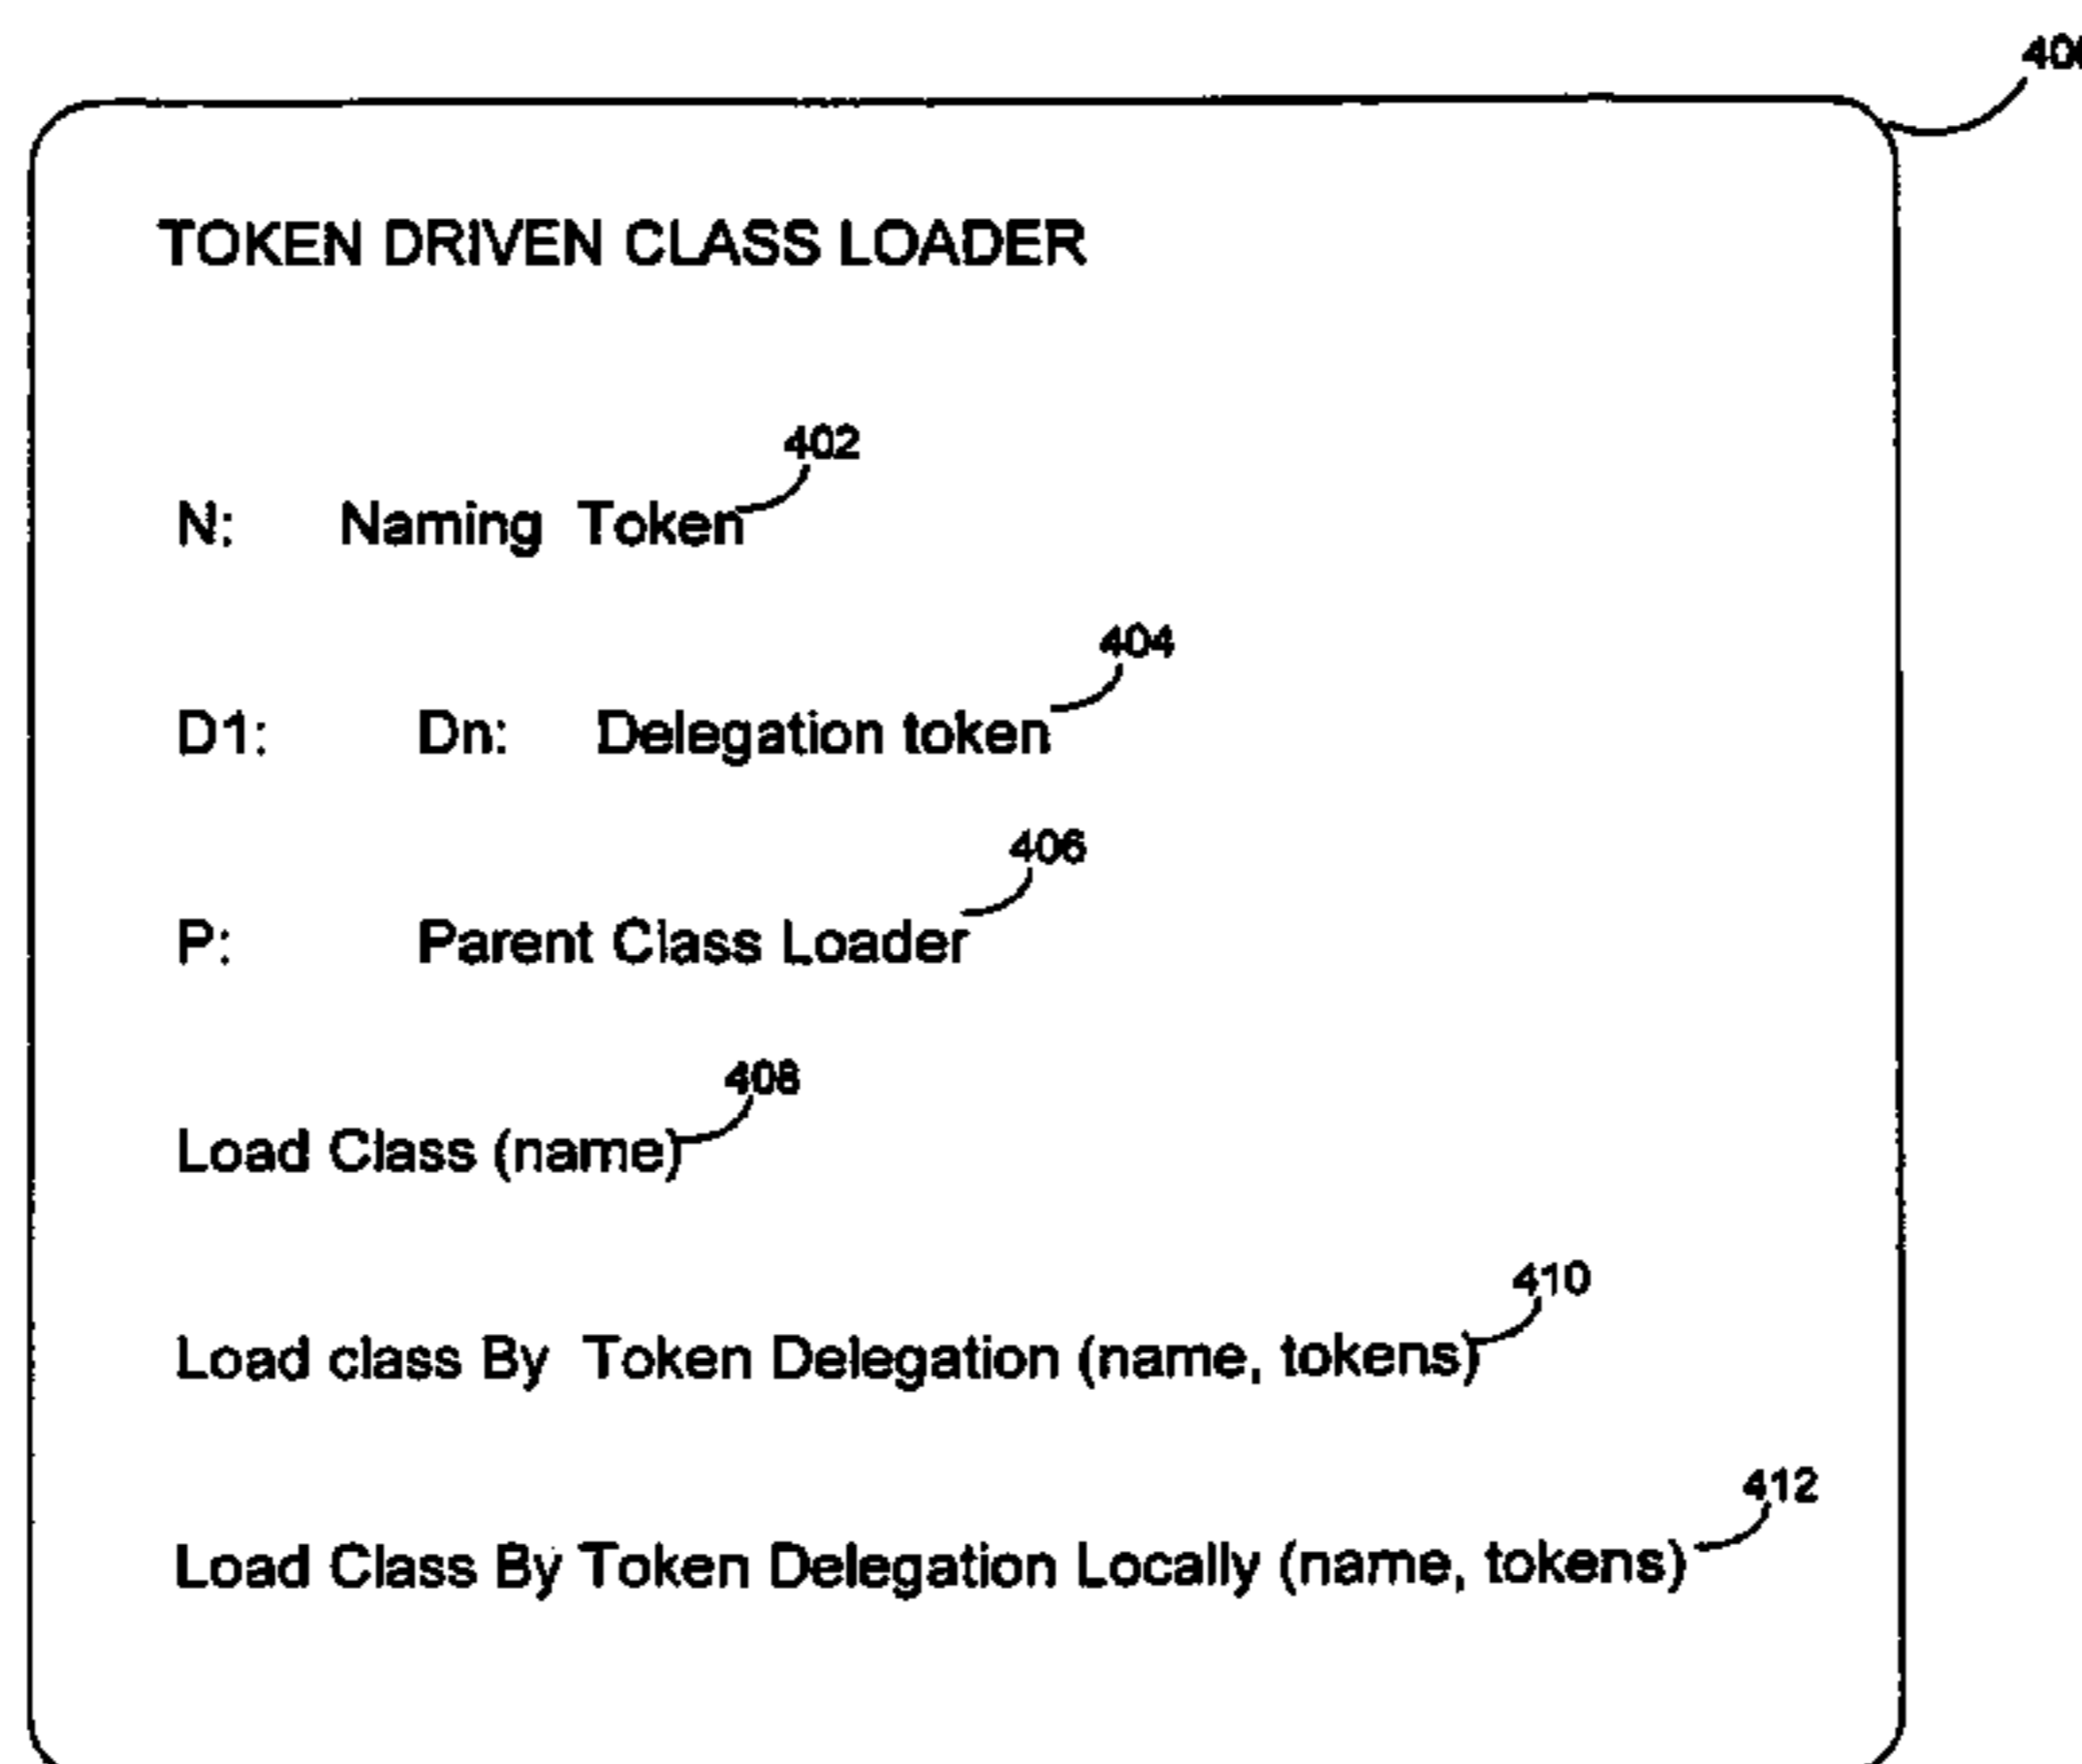 TOKEN DRIVEN CLASS LOADER
402
N: Naming Token
404
D1: Dn: Delegation token
406
P: Parent Class Loader
408
Load Class (name)
410
Load class By Token Delegation (name, tokens)
412
Load Class By Token Delegation Locally (name, tokens)